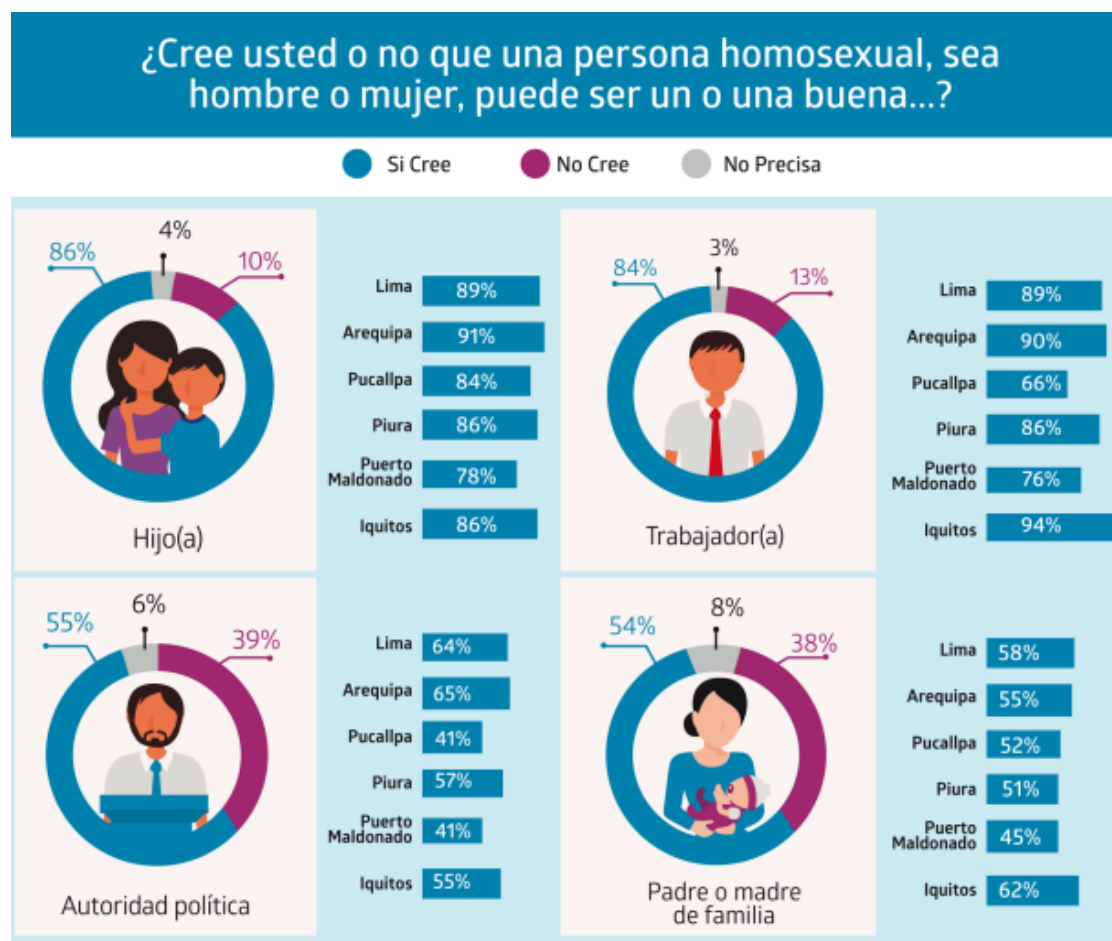 ¿Cree usted o no que una persona homosexual, sea
hombre o mujer, puede ser un o una buena...?
Si Cree
No Cree
No Precisa
86%
4%
10%
Hijo(a)
Lima 89%
Arequipa 91%
Pucallpa 84%
Piura 86%
Puerto
Maldonado 78%
Iquitos 86%
84%
3%
13%
Trabajador(a)
Lima 89%
Arequipa 90%
Pucallpa 66%
Piura 86%
Puerto
Maldonado 76%
Iquitos 94%
55%
6%
39%
Autoridad política
Lima 64%
Arequipa 65%
Pucallpa 41%
Piura 57%
Puerto
Maldonado 41%
Iquitos 55%
54%
8%
38%
Padre o madre
de familia
Lima 58%
Arequipa 55%
Pucallpa 52%
Piura 51%
Puerto
Maldonado 45%
Iquitos 62%